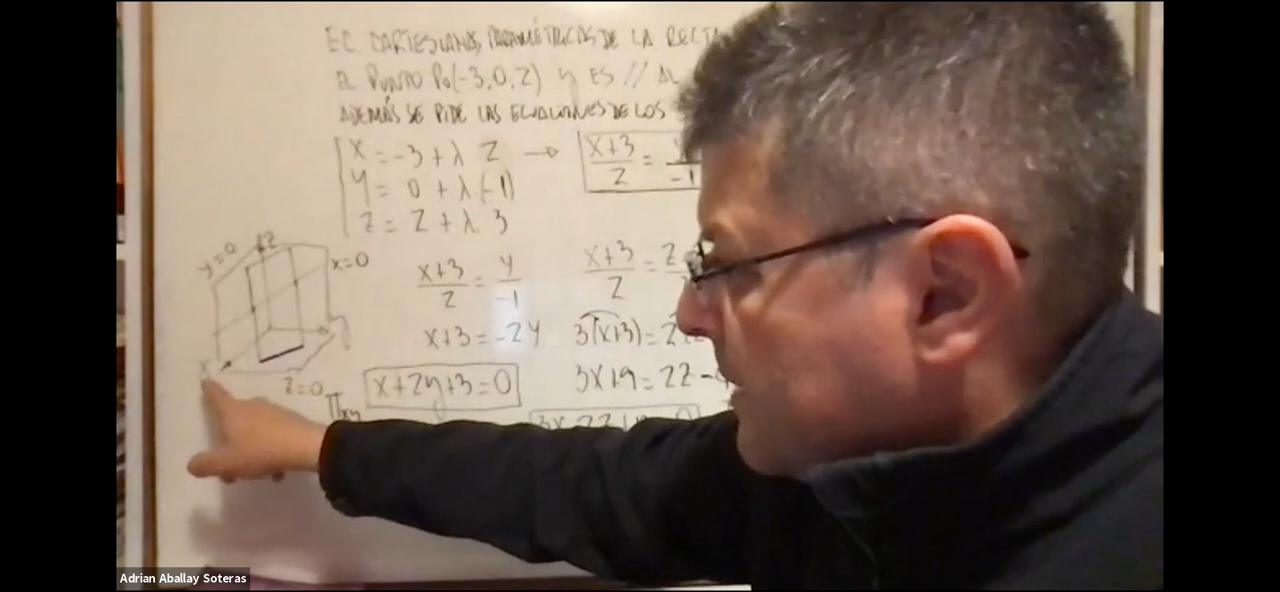 EC. CARTESIANAS, PARAMÉTRICAS DE LA RECTA
EL PUNTO P₀(-3,0,2) Y ES // AL
ADEMÁS SE PIDE LAS ECUACIONES DE LOS
X = -3 + λ 2 → X+3 / 2 = / -1
Y = 0 + λ (-1)
Z = 2 + λ 3
y=0 Z x=0
X+3 / 2 = Y / -1
X+3 / 2 = Z
X+3 = -2Y
3(X+3) = 2
X
Z=0
X+2y+3=0
3X+9=2Z-
πxy
Adrian Aballay Soteras